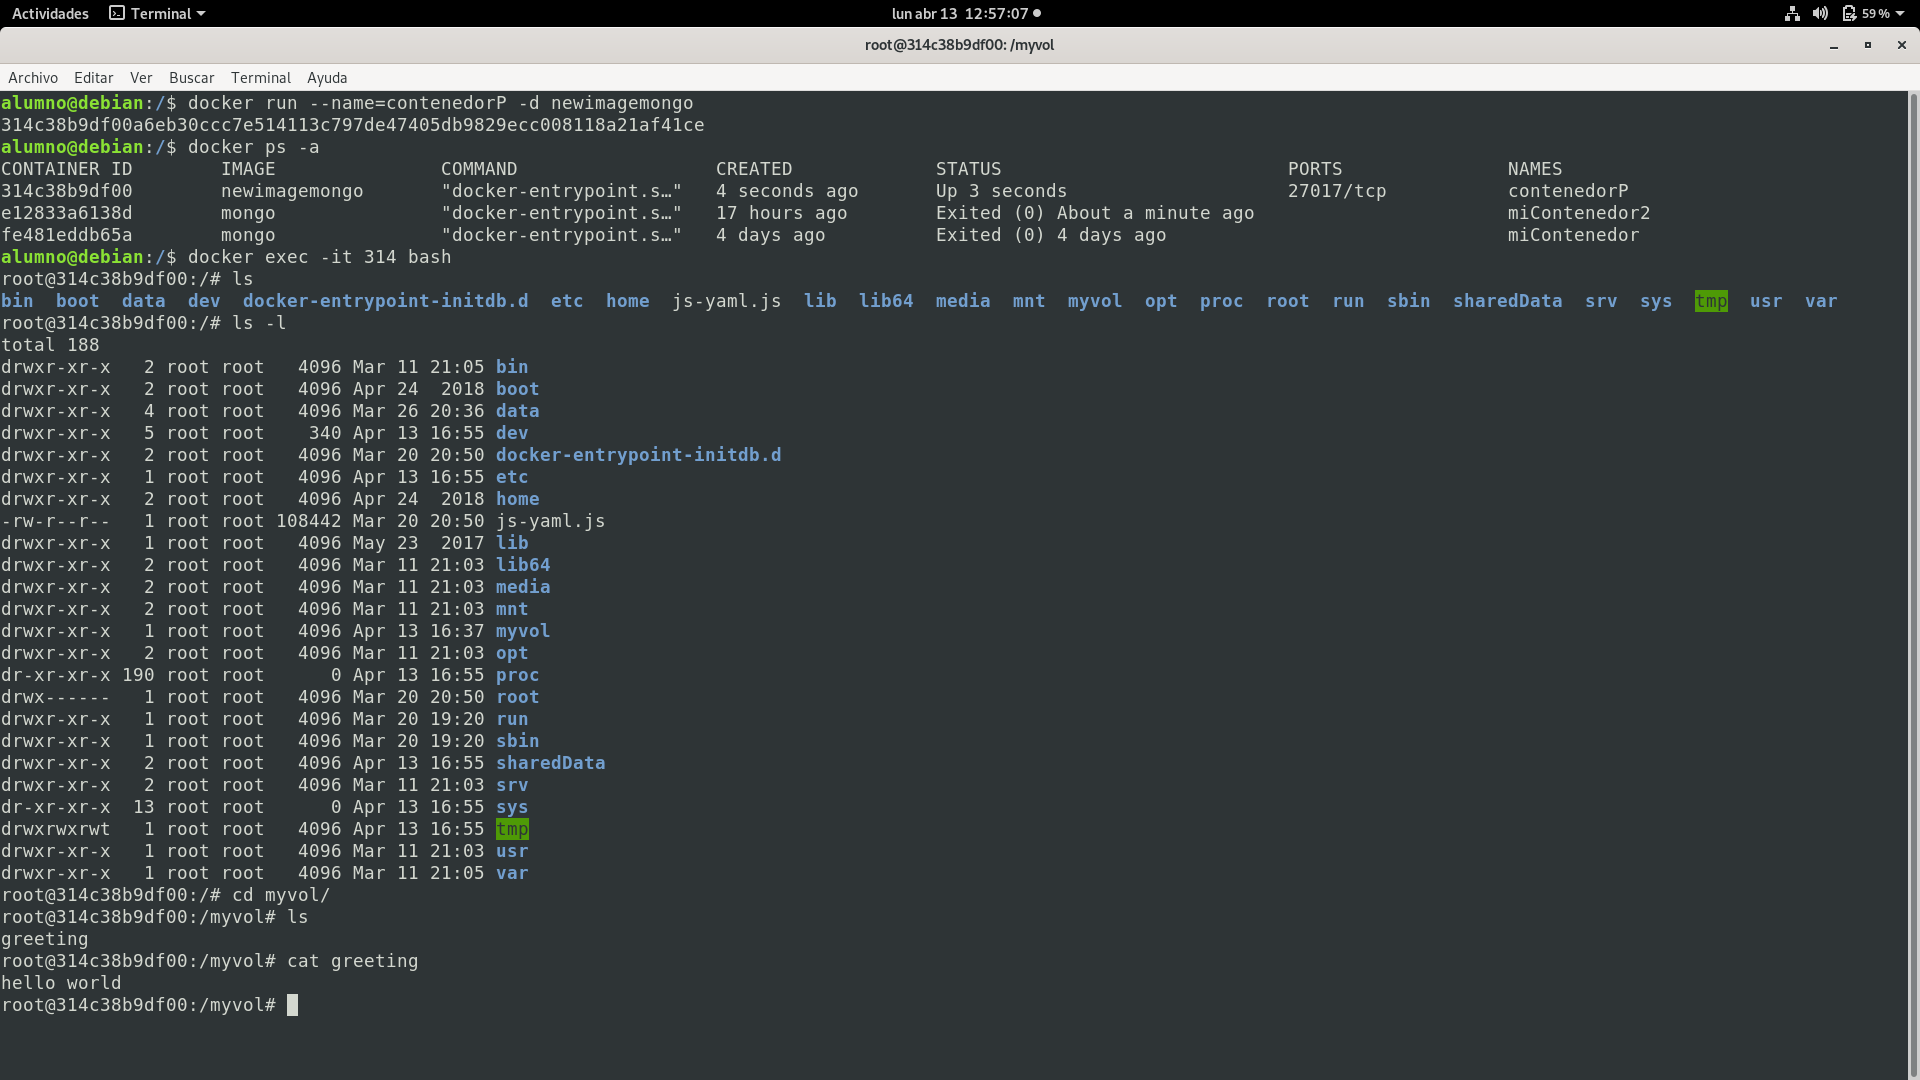 Actividades Terminal lun abr 13 12:57:07 59 %
root@314c38b9df00: /myvol
Archivo Editar Ver Buscar Terminal Ayuda
alumno@debian:/$ docker run --name=contenedorP -d newimagemongo
314c38b9df00a6eb30ccc7e514113c797de47405db9829ecc008118a21af41ce
alumno@debian:/$ docker ps -a
CONTAINER ID        IMAGE               COMMAND                  CREATED             STATUS                          PORTS               NAMES
314c38b9df00        newimagemongo       "docker-entrypoint.s…"   4 seconds ago       Up 3 seconds                    27017/tcp           contenedorP
e12833a6138d        mongo               "docker-entrypoint.s…"   17 hours ago        Exited (0) About a minute ago                       miContenedor2
fe481eddb65a        mongo               "docker-entrypoint.s…"   4 days ago          Exited (0) 4 days ago                               miContenedor
alumno@debian:/$ docker exec -it 314 bash
root@314c38b9df00:/# ls
bin  boot  data  dev  docker-entrypoint-initdb.d  etc  home  js-yaml.js  lib  lib64  media  mnt  myvol  opt  proc  root  run  sbin  sharedData  srv  sys  tmp  usr  var
root@314c38b9df00:/# ls -l
total 188
drwxr-xr-x   2 root root   4096 Mar 11 21:05 bin
drwxr-xr-x   2 root root   4096 Apr 24  2018 boot
drwxr-xr-x   4 root root   4096 Mar 26 20:36 data
drwxr-xr-x   5 root root    340 Apr 13 16:55 dev
drwxr-xr-x   2 root root   4096 Mar 20 20:50 docker-entrypoint-initdb.d
drwxr-xr-x   1 root root   4096 Apr 13 16:55 etc
drwxr-xr-x   2 root root   4096 Apr 24  2018 home
-rw-r--r--   1 root root 108442 Mar 20 20:50 js-yaml.js
drwxr-xr-x   1 root root   4096 May 23  2017 lib
drwxr-xr-x   2 root root   4096 Mar 11 21:03 lib64
drwxr-xr-x   2 root root   4096 Mar 11 21:03 media
drwxr-xr-x   2 root root   4096 Mar 11 21:03 mnt
drwxr-xr-x   1 root root   4096 Apr 13 16:37 myvol
drwxr-xr-x   2 root root   4096 Mar 11 21:03 opt
dr-xr-xr-x 190 root root      0 Apr 13 16:55 proc
drwx------   1 root root   4096 Mar 20 20:50 root
drwxr-xr-x   1 root root   4096 Mar 20 19:20 run
drwxr-xr-x   1 root root   4096 Mar 20 19:20 sbin
drwxr-xr-x   2 root root   4096 Apr 13 16:55 sharedData
drwxr-xr-x   2 root root   4096 Mar 11 21:03 srv
dr-xr-xr-x  13 root root      0 Apr 13 16:55 sys
drwxrwxrwt   1 root root   4096 Apr 13 16:55 tmp
drwxr-xr-x   1 root root   4096 Mar 11 21:03 usr
drwxr-xr-x   1 root root   4096 Mar 11 21:05 var
root@314c38b9df00:/# cd myvol/
root@314c38b9df00:/myvol# ls
greeting
root@314c38b9df00:/myvol# cat greeting
hello world
root@314c38b9df00:/myvol#